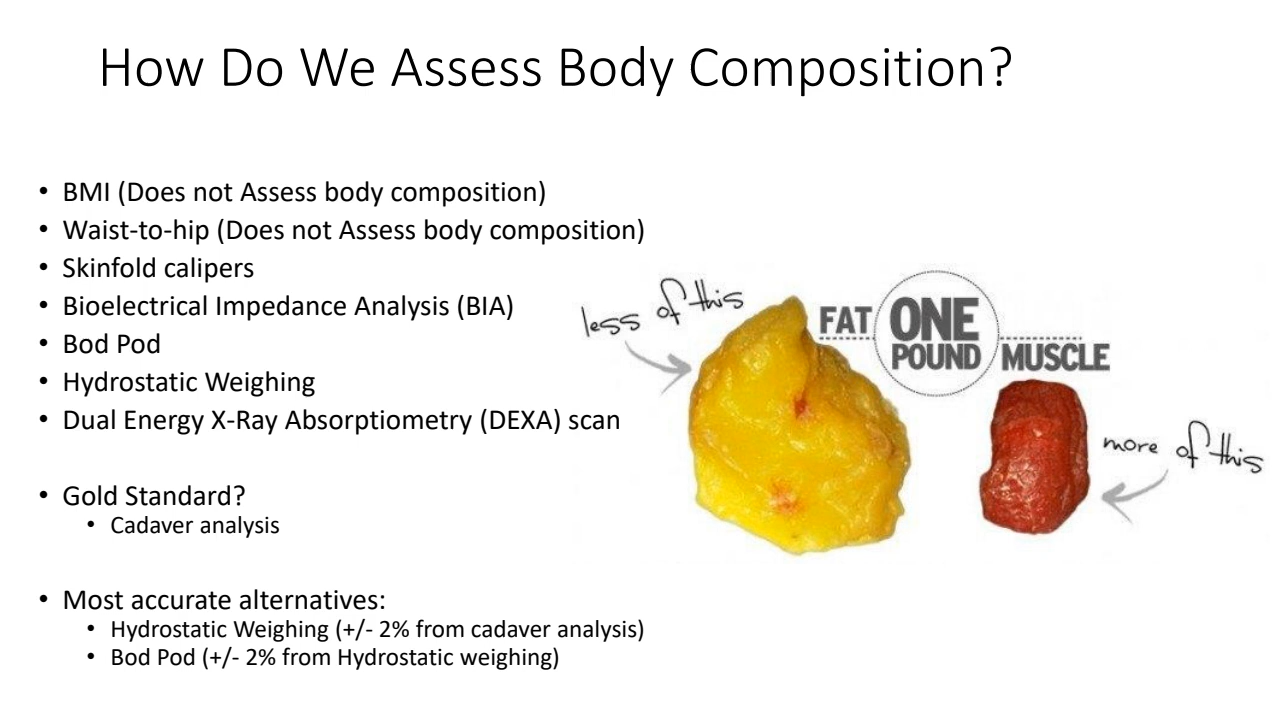 How Do We Assess Body Composition?
• BMI (Does not Assess body composition)
• Waist-to-hip (Does not Assess body composition)
• Skinfold calipers
• Bioelectrical Impedance Analysis (BIA)
• Bod Pod
• Hydrostatic Weighing
• Dual Energy X-Ray Absorptiometry (DEXA) scan
• Gold Standard?
• Cadaver analysis
• Most accurate alternatives:
• Hydrostatic Weighing (+/- 2% from cadaver analysis)
• Bod Pod (+/- 2% from Hydrostatic weighing)
less of this
FAT ONE
POUND MUSCLE
more of this